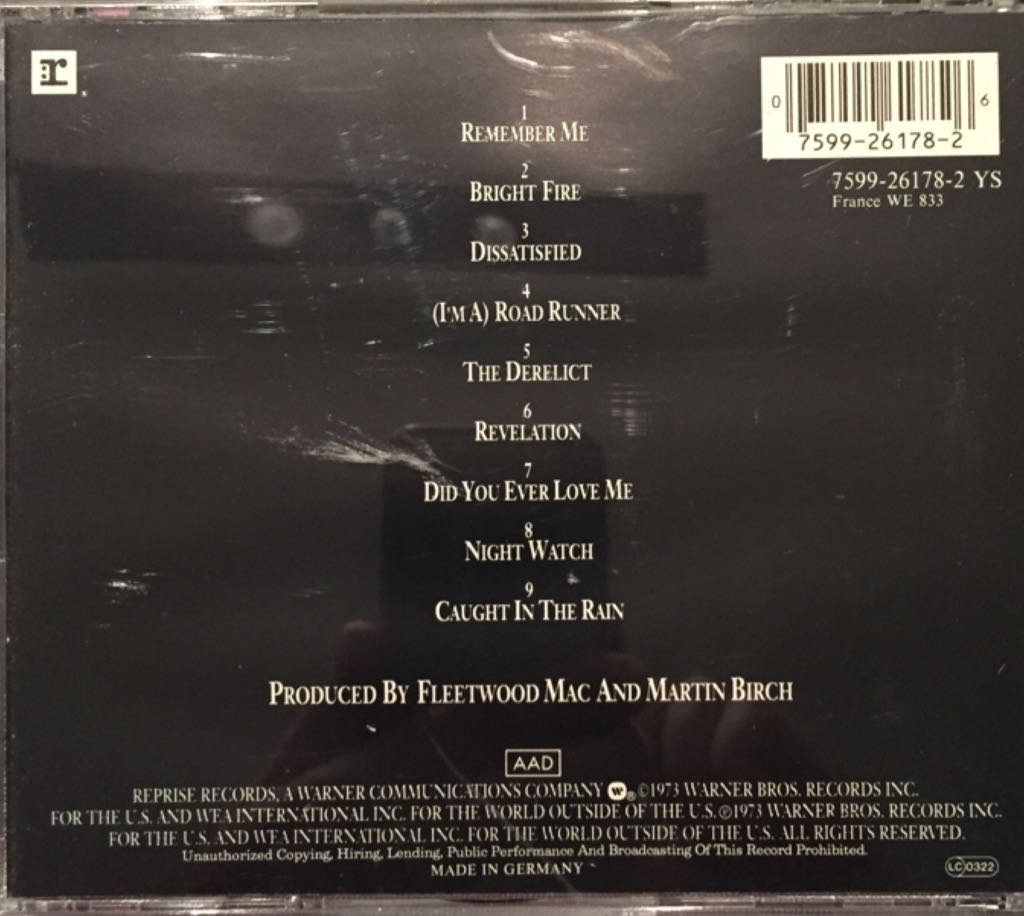 r
0 6
7599-26178-2
7599-26178-2 YS
France WE 833
1
REMEMBER ME
2
BRIGHT FIRE
3
DISSATISFIED
4
(I'M A) ROAD RUNNER
5
THE DERELICT
6
REVELATION
7
DID YOU EVER LOVE ME
8
NIGHT WATCH
9
CAUGHT IN THE RAIN
PRODUCED BY FLEETWOOD MAC AND MARTIN BIRCH
AAD
REPRISE RECORDS, A WARNER COMMUNICATIONS COMPANY W ® ©1973 WARNER BROS. RECORDS INC.
FOR THE U.S. AND WEA INTERNATIONAL INC. FOR THE WORLD OUTSIDE OF THE U.S. ℗1973 WARNER BROS. RECORDS INC.
FOR THE U.S. AND WEA INTERNATIONAL INC. FOR THE WORLD OUTSIDE OF THE U.S. ALL RIGHTS RESERVED.
Unauthorized Copying, Hiring, Lending, Public Performance And Broadcasting Of This Record Prohibited.
MADE IN GERMANY
LC 0322